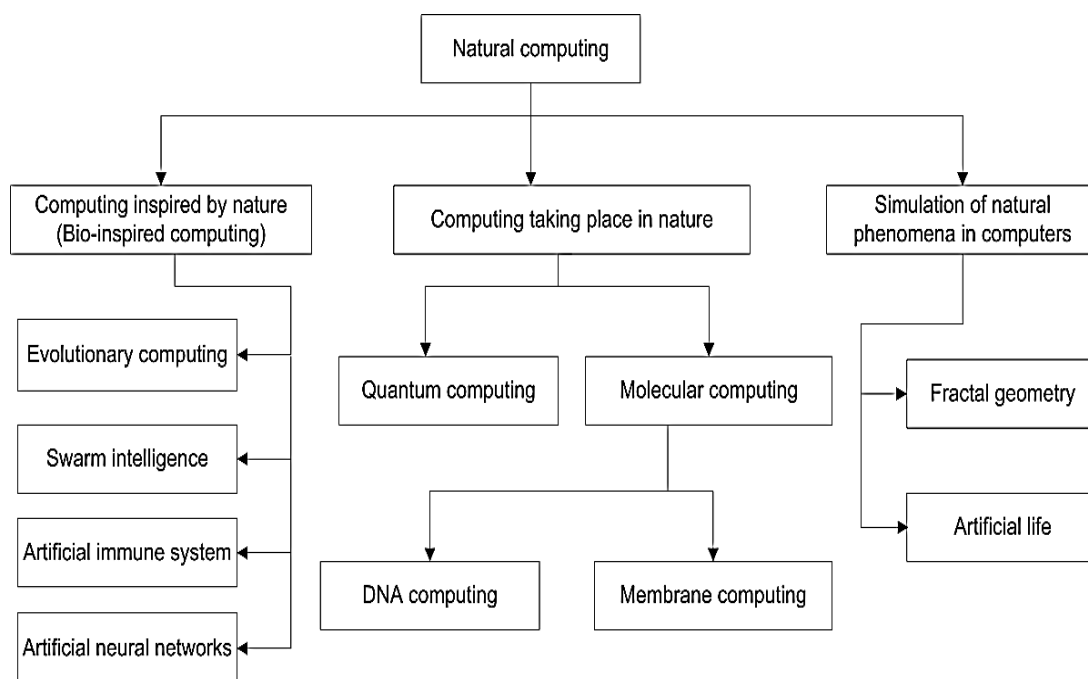 Natural computing
Computing inspired by nature
(Bio-inspired computing)
Computing taking place in nature
Simulation of natural
phenomena in computers
Evolutionary computing
Swarm intelligence
Artificial immune system
Artificial neural networks
Quantum computing
Molecular computing
DNA computing
Membrane computing
Fractal geometry
Artificial life